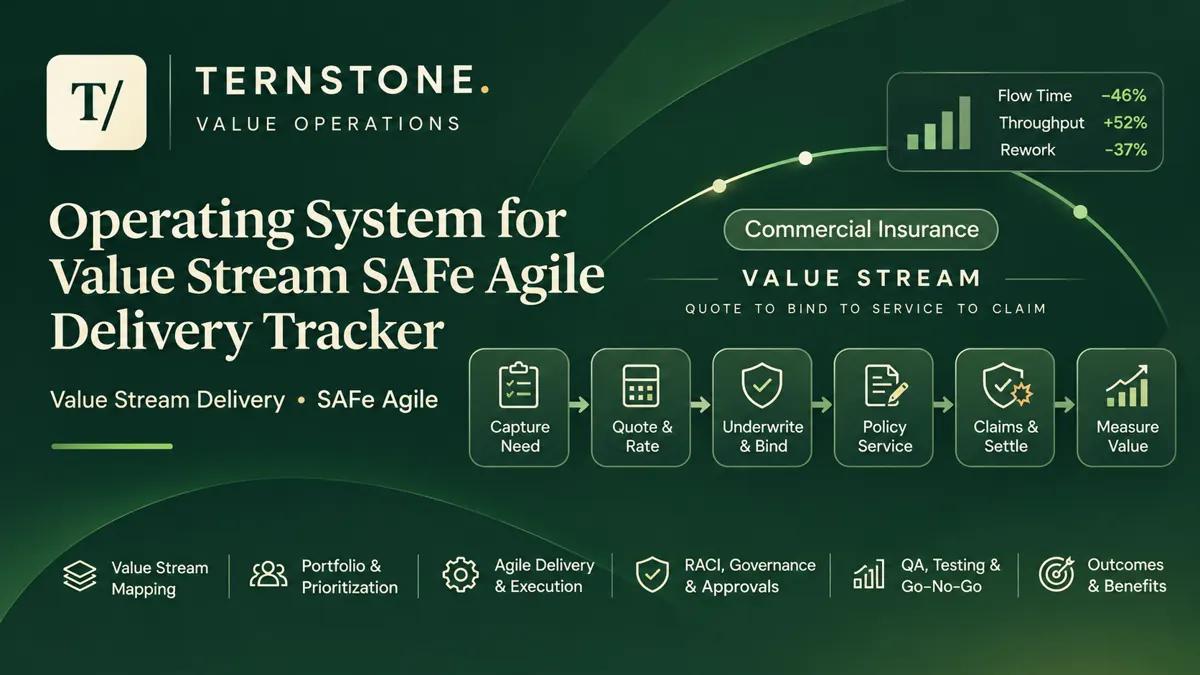 T/
TERNSTONE.
VALUE OPERATIONS
Operating System for
Value Stream SAFe Agile
Delivery Tracker
Value Stream Delivery • SAFe Agile
Flow Time –46%
Throughput +52%
Rework –37%
Commercial Insurance
VALUE STREAM
QUOTE TO BIND TO SERVICE TO CLAIM
Capture
Need
Quote &
Rate
Underwrite
& Bind
Policy
Service
Claims &
Settle
Measure
Value
Value Stream
Mapping
Portfolio &
Prioritization
Agile Delivery
& Execution
RACI, Governance
& Approvals
QA, Testing &
Go–No-Go
Outcomes
& Benefits